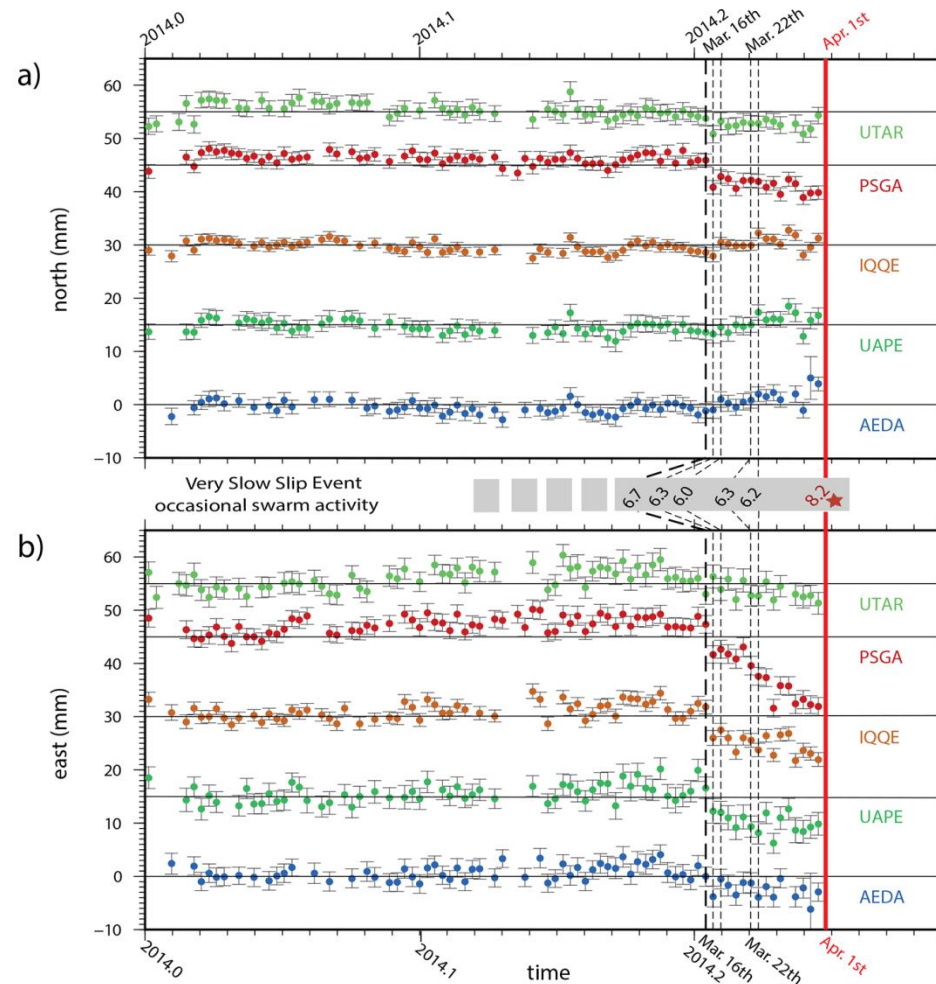 2014.0
2014.1
2014.2
Mar. 16th
Mar. 22th
Apr. 1st
a)
north (mm)
60
50
40
30
20
10
0
−10
UTAR
PSGA
IQQE
UAPE
AEDA
Very Slow Slip Event
occasional swarm activity
6.7
6.3
6.0
6.3
6.2
8.2
b)
east (mm)
60
50
40
30
20
10
0
−10
UTAR
PSGA
IQQE
UAPE
AEDA
2014.0
2014.1
time
2014.2
Mar. 16th
Mar. 22th
Apr. 1st